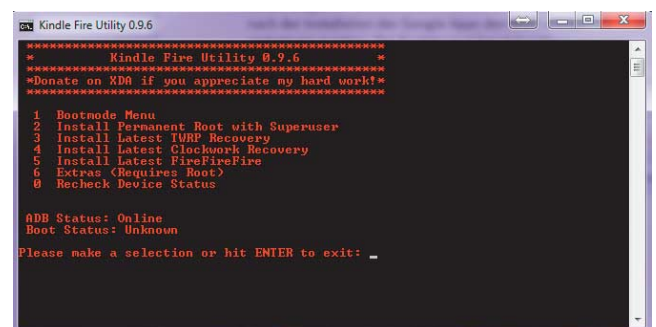 Kindle Fire Utility 0.9.6
***********************************************
* Kindle Fire Utility 0.9.6 *
***********************************************
*Donate on XDA if you appreciate my hard work!*
***********************************************
1 Bootmode Menu
2 Install Permanent Root with Superuser
3 Install Latest TWRP Recovery
4 Install Latest Clockwork Recovery
5 Install Latest FireFireFire
6 Extras (Requires Root)
0 Recheck Device Status
ADB Status: Online
Boot Status: Unknown
Please make a selection or hit ENTER to exit: _